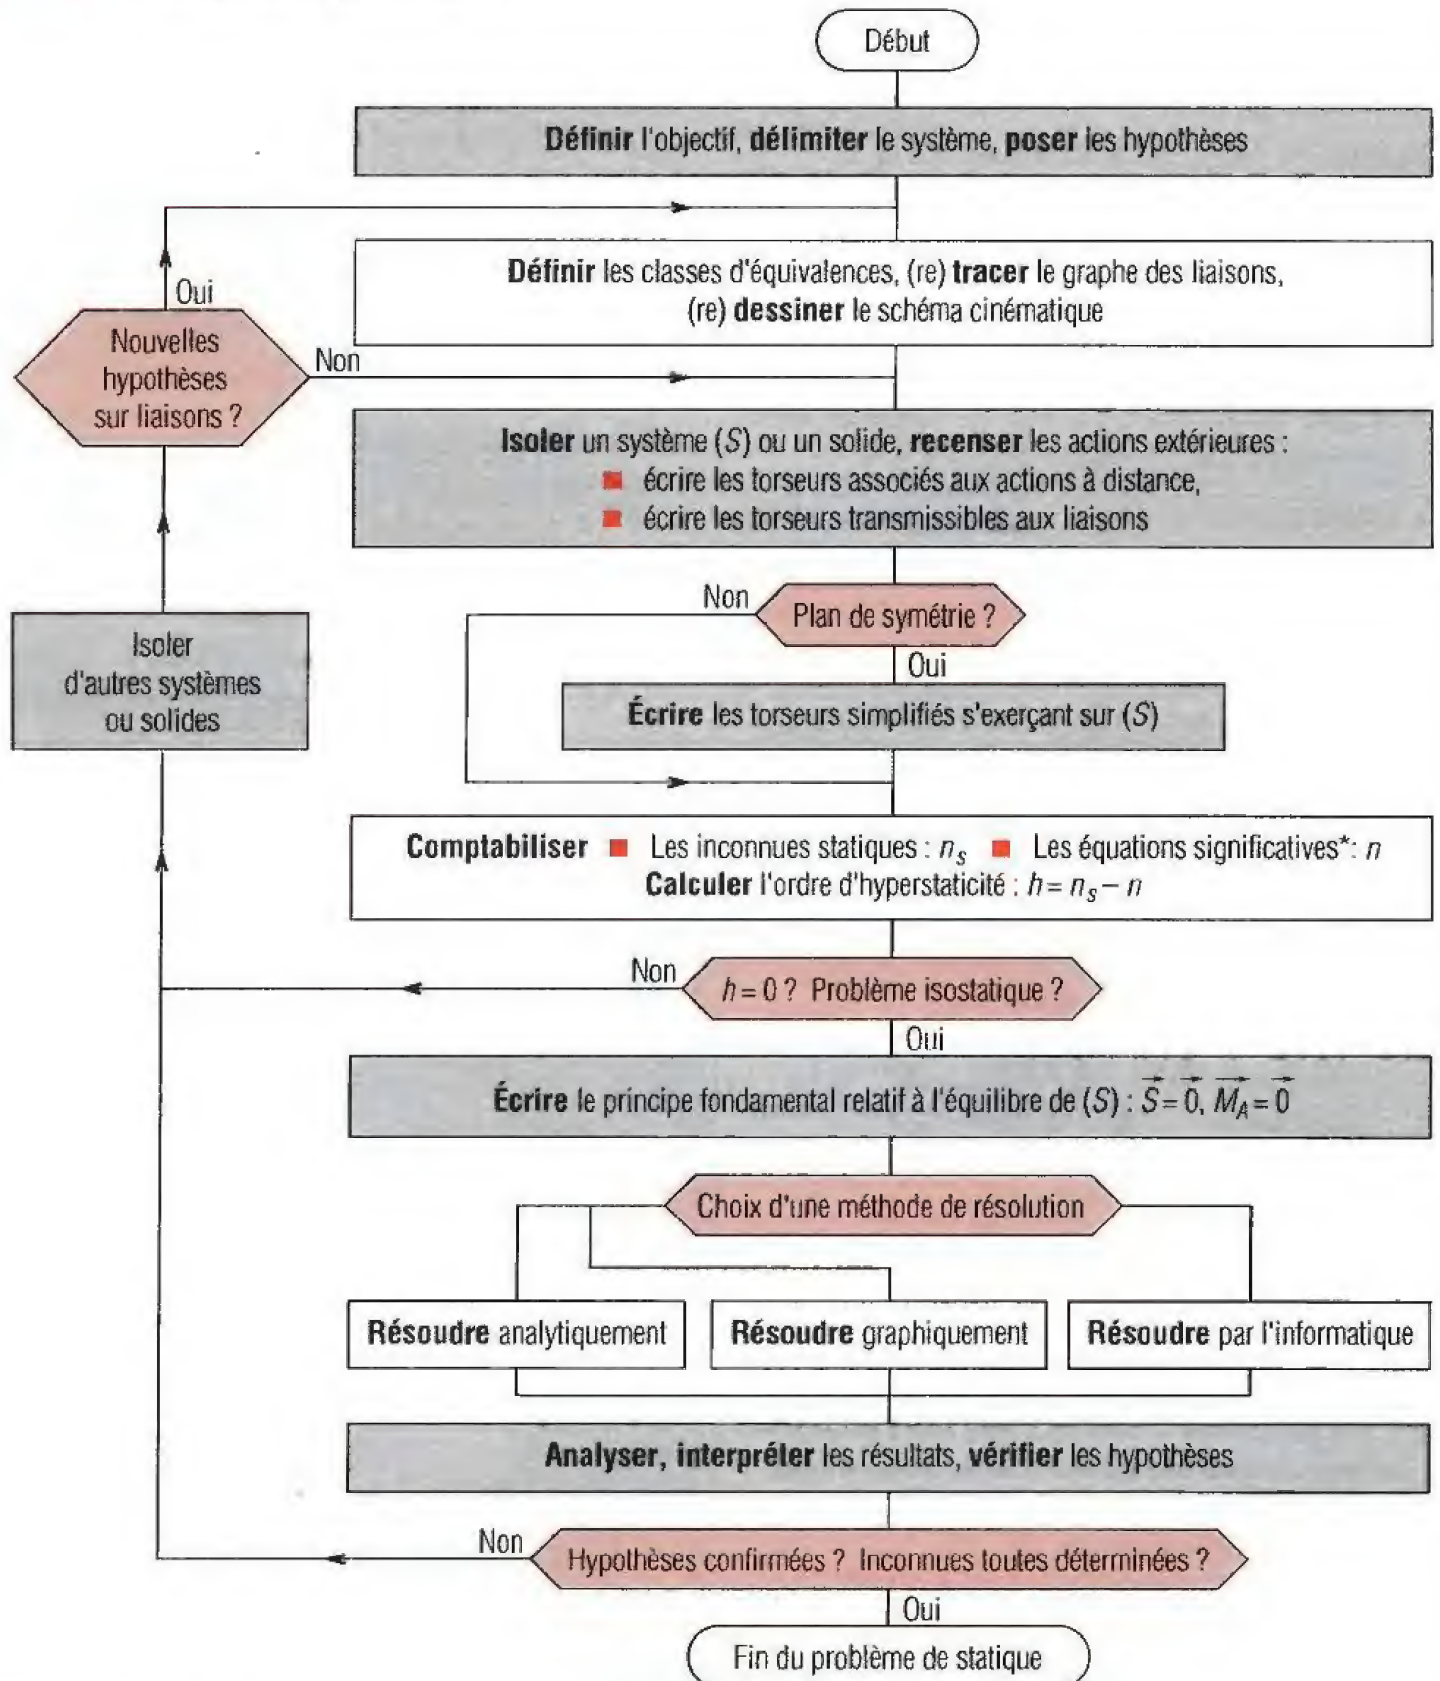 Début
Définir l'objectif, délimiter le système, poser les hypothèses
Définir les classes d'équivalences, (re) tracer le graphe des liaisons,
(re) dessiner le schéma cinématique
Oui
Nouvelles
hypothèses
sur liaisons ?
Non
Isoler un système (S) ou un solide, recenser les actions extérieures :
■ écrire les torseurs associés aux actions à distance,
■ écrire les torseurs transmissibles aux liaisons
Non
Plan de symétrie ?
Oui
Isoler
d'autres systèmes
ou solides
Écrire les torseurs simplifiés s'exerçant sur (S)
Comptabiliser ■ Les inconnues statiques : nₛ ■ Les équations significatives*: n
Calculer l'ordre d'hyperstaticité : h = nₛ – n
Non
h = 0 ? Problème isostatique ?
Oui
Écrire le principe fondamental relatif à l'équilibre de (S) : S⃗ = 0⃗, M_A⃗ = 0⃗
Choix d'une méthode de résolution
Résoudre analytiquement
Résoudre graphiquement
Résoudre par l'informatique
Analyser, interpréter les résultats, vérifier les hypothèses
Non
Hypothèses confirmées ? Inconnues toutes déterminées ?
Oui
Fin du problème de statique